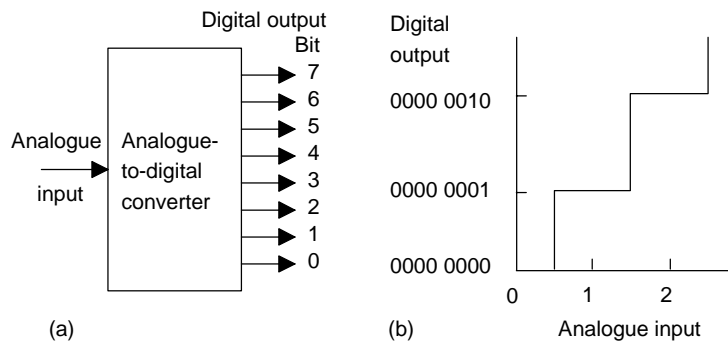 Digital output
Bit
7
6
5
4
3
2
1
0
Analogue
input
Analogue-
to-digital
converter
(a)
Digital
output
0000 0010
0000 0001
0000 0000
0
1
2
Analogue input
(b)